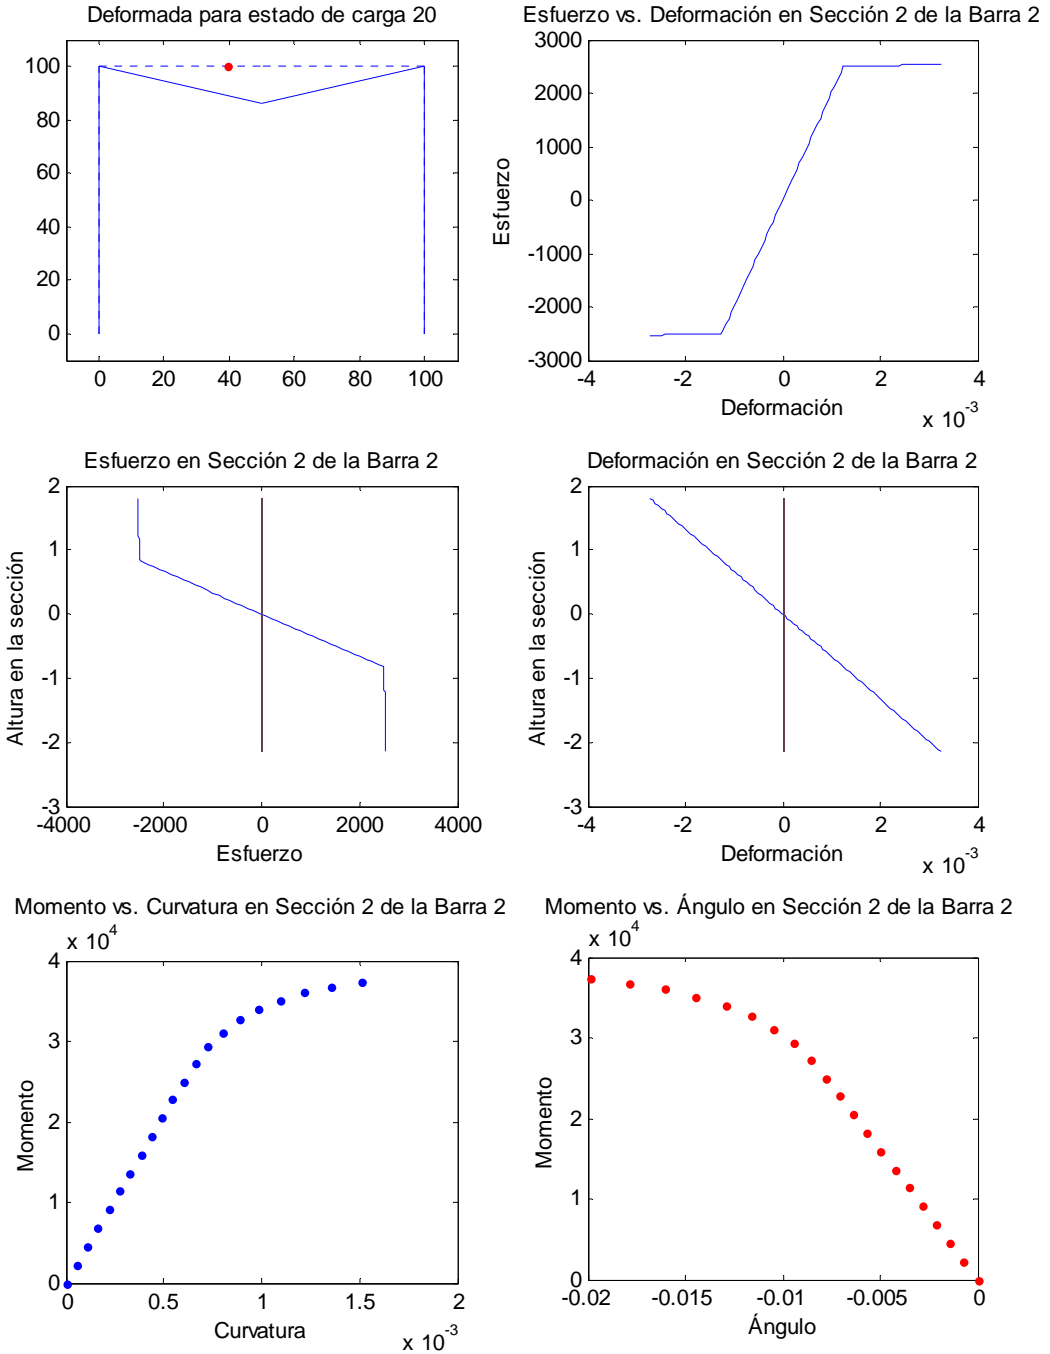 Deformada para estado de carga 20
100
80
60
40
20
0
0 20 40 60 80 100
Esfuerzo vs. Deformación en Sección 2 de la Barra 2
3000
2000
1000
0
-1000
-2000
-3000
Esfuerzo
-4 -2 0 2 4
Deformación
x 10-3
Esfuerzo en Sección 2 de la Barra 2
2
1
0
-1
-2
-3
Altura en la sección
-4000 -2000 0 2000 4000
Esfuerzo
Deformación en Sección 2 de la Barra 2
2
1
0
-1
-2
-3
Altura en la sección
-4 -2 0 2 4
Deformación
x 10-3
Momento vs. Curvatura en Sección 2 de la Barra 2
x 104
4
3
2
1
0
Momento
0 0.5 1 1.5 2
Curvatura
x 10-3
Momento vs. Ángulo en Sección 2 de la Barra 2
x 104
4
3
2
1
0
Momento
-0.02 -0.015 -0.01 -0.005 0
Ángulo